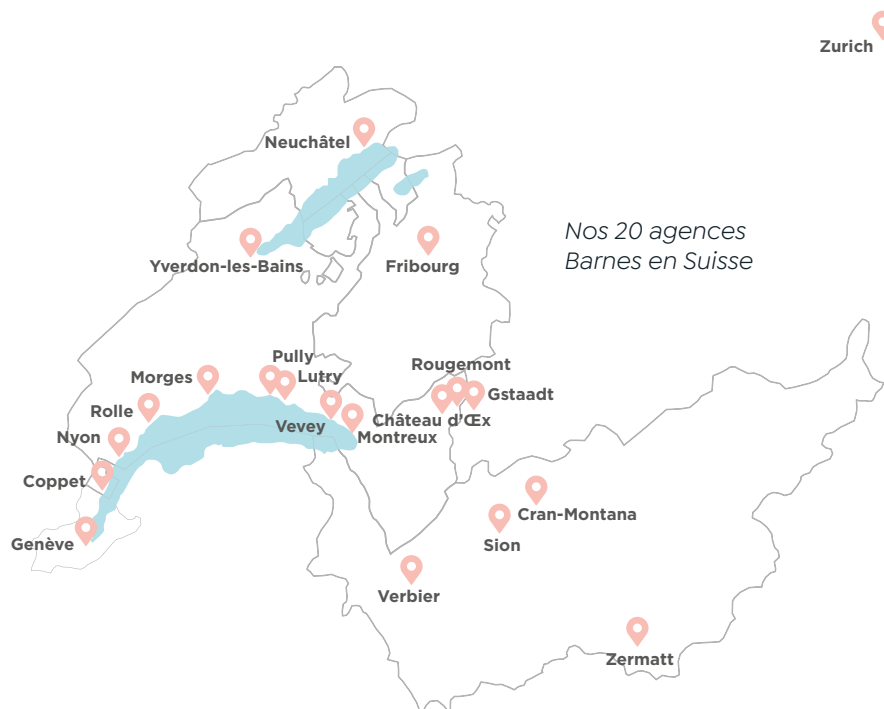 Zurich
Neuchâtel
Nos 20 agences
Barnes en Suisse
Yverdon-les-Bains
Fribourg
Pully
Rougemont
Lutry
Morges
Gstaadt
Rolle
Château d'Œx
Vevey
Montreux
Nyon
Coppet
Cran-Montana
Genève
Sion
Verbier
Zermatt